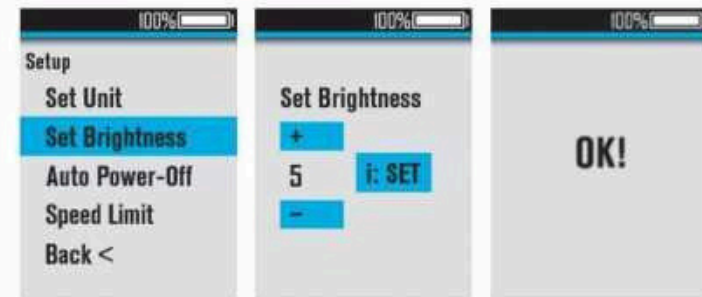 100%
Setup
Set Unit
Set Brightness
Auto Power-Off
Speed Limit
Back <
100%
Set Brightness
+
5 i: SET
-
100%
OK!